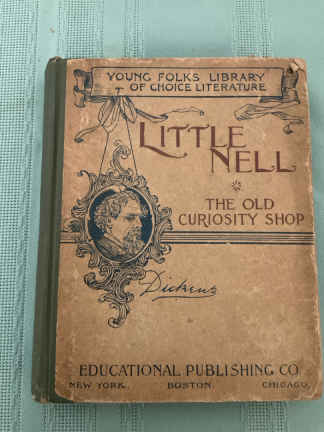 YOUNG FOLKS LIBRARY
OF CHOICE LITERATURE
LITTLE
NELL
THE OLD
CURIOSITY SHOP
Dickens
EDUCATIONAL PUBLISHING CO.
NEW YORK. BOSTON. CHICAGO.